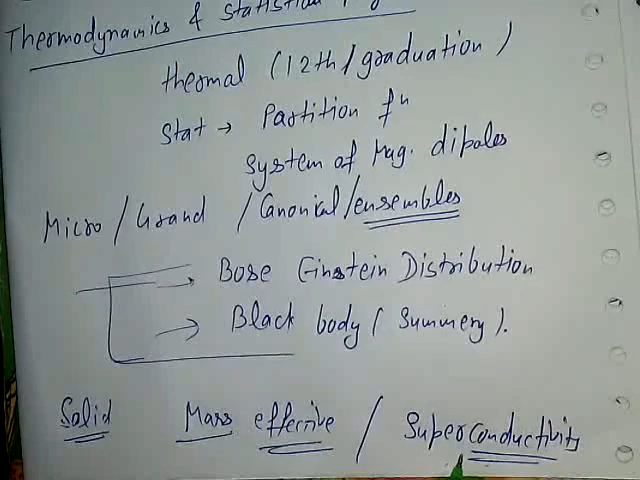 Thermodynamics & Statistical
thermal (12th/graduation)
Stat → Partition fⁿ
System of Mag. dipoles
Micro / Grand / Canonical /ensembles
→ Bose Einstein Distribution
→ Black body ( Summery ).
Solid Mass effective / Superconductivity